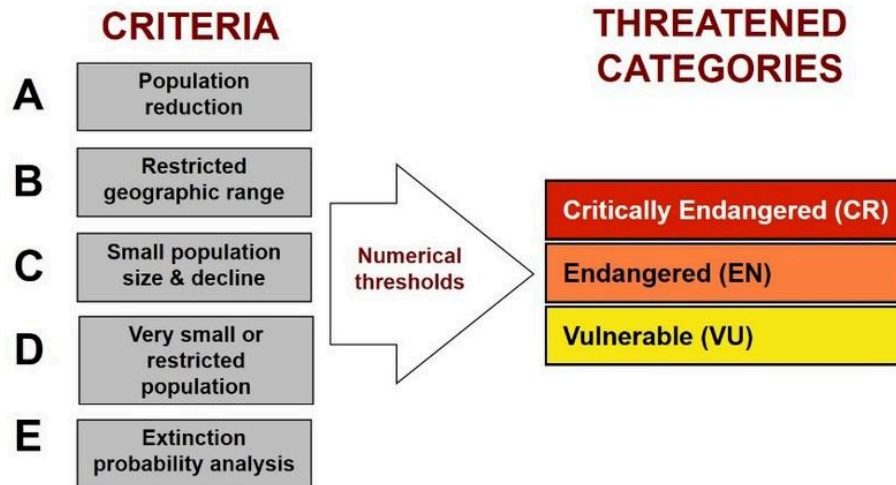 CRITERIA
THREATENED
CATEGORIES
A
Population
reduction
B
Restricted
geographic range
C
Small population
size & decline
D
Very small or
restricted
population
E
Extinction
probability analysis
Numerical
thresholds
Critically Endangered (CR)
Endangered (EN)
Vulnerable (VU)